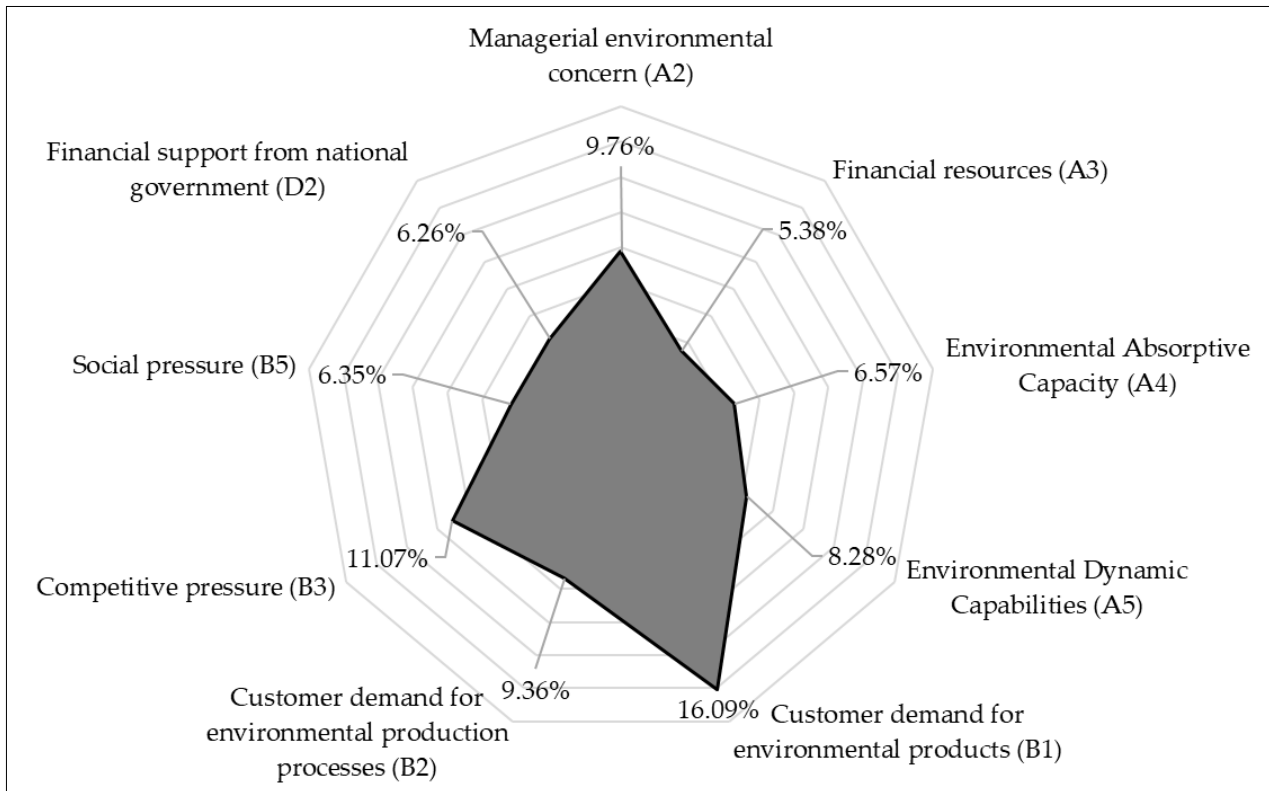 Managerial environmental
concern (A2)
9.76%
Financial resources (A3)
5.38%
Environmental Absorptive
Capacity (A4)
6.57%
Environmental Dynamic
Capabilities (A5)
8.28%
Customer demand for
environmental products (B1)
16.09%
Customer demand for
environmental production
processes (B2)
9.36%
Competitive pressure (B3)
11.07%
Social pressure (B5)
6.35%
Financial support from national
government (D2)
6.26%